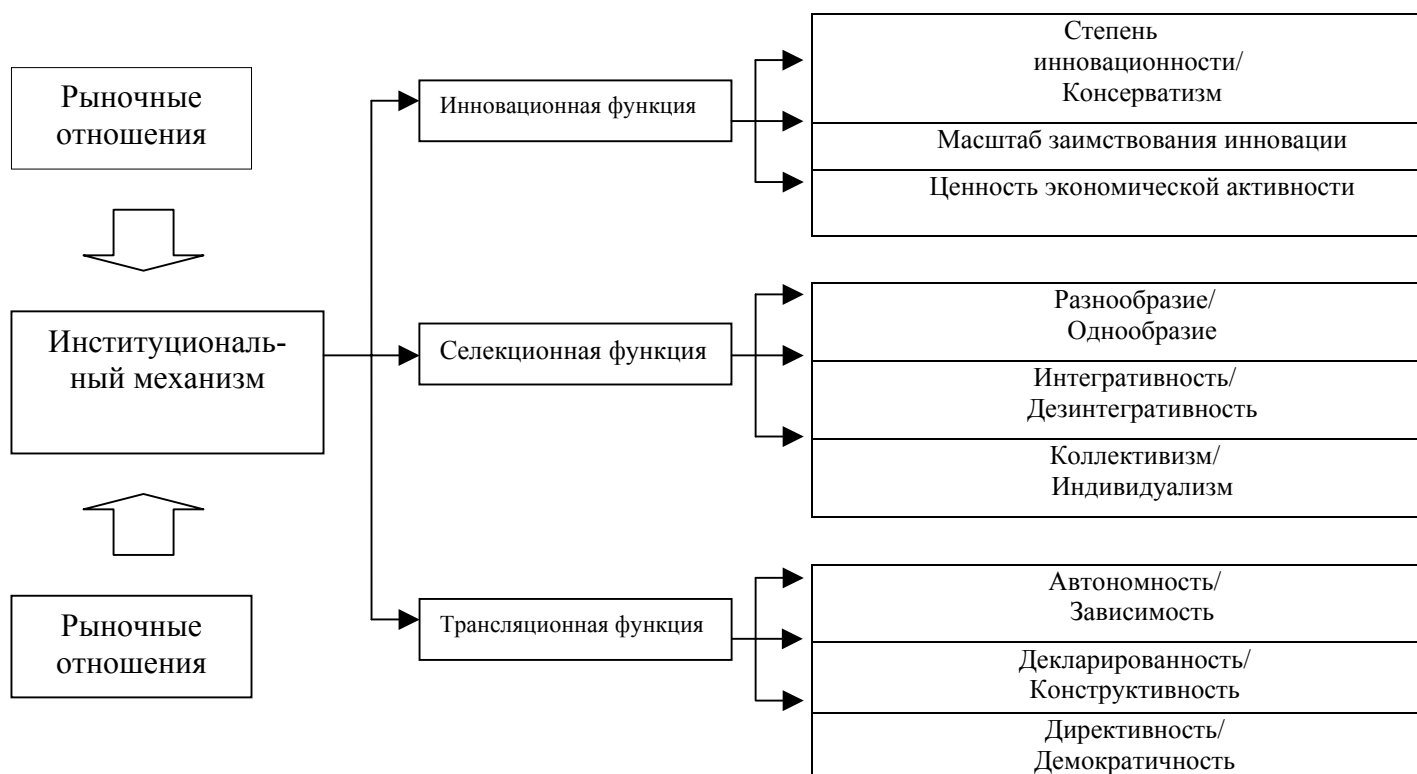 Рыночные
отношения
Институциональ-
ный механизм
Рыночные
отношения
Инновационная функция
Селекционная функция
Трансляционная функция
Степень
инновационности/
Консерватизм
Масштаб заимствования инновации
Ценность экономической активности
Разнообразие/
Однообразие
Интегративность/
Дезинтегративность
Коллективизм/
Индивидуализм
Автономность/
Зависимость
Декларированность/
Конструктивность
Директивность/
Демократичность